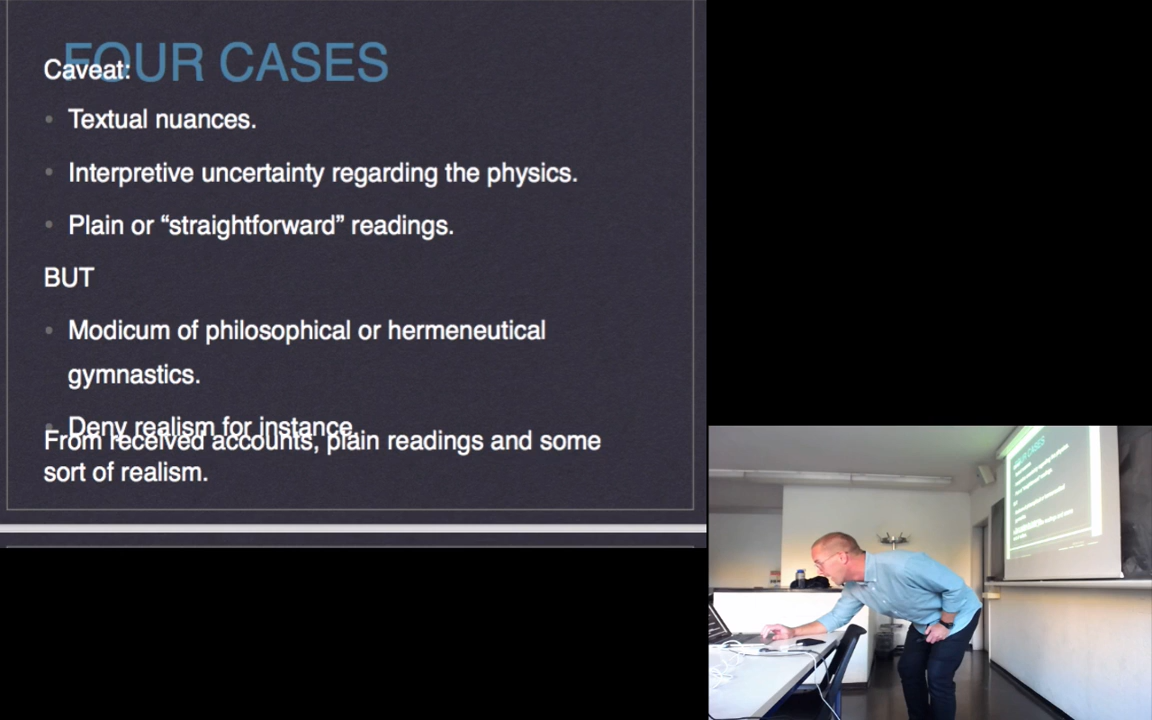 FOUR CASES
Caveat:
• Textual nuances.
• Interpretive uncertainty regarding the physics.
• Plain or “straightforward” readings.
BUT
• Modicum of philosophical or hermeneutical
gymnastics.
• Deny realism for instance.
From received accounts, plain readings and some
sort of realism.